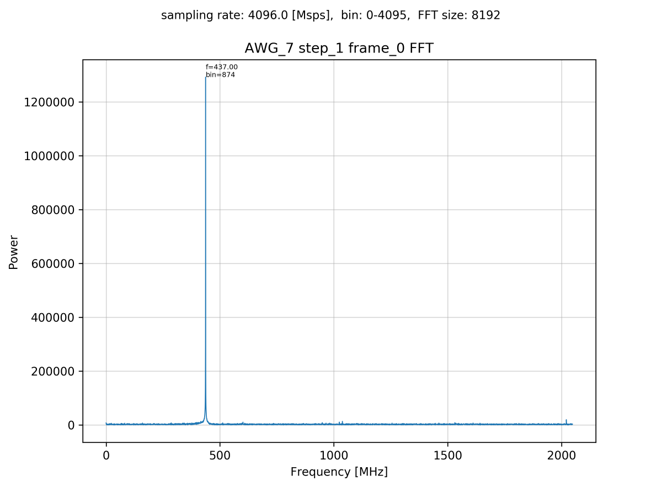 sampling rate: 4096.0 [Msps],  bin: 0-4095,  FFT size: 8192
AWG_7 step_1 frame_0 FFT
f=437.00
bin=874
1200000
1000000
800000
600000
400000
200000
0
Power
0
500
1000
1500
2000
Frequency [MHz]